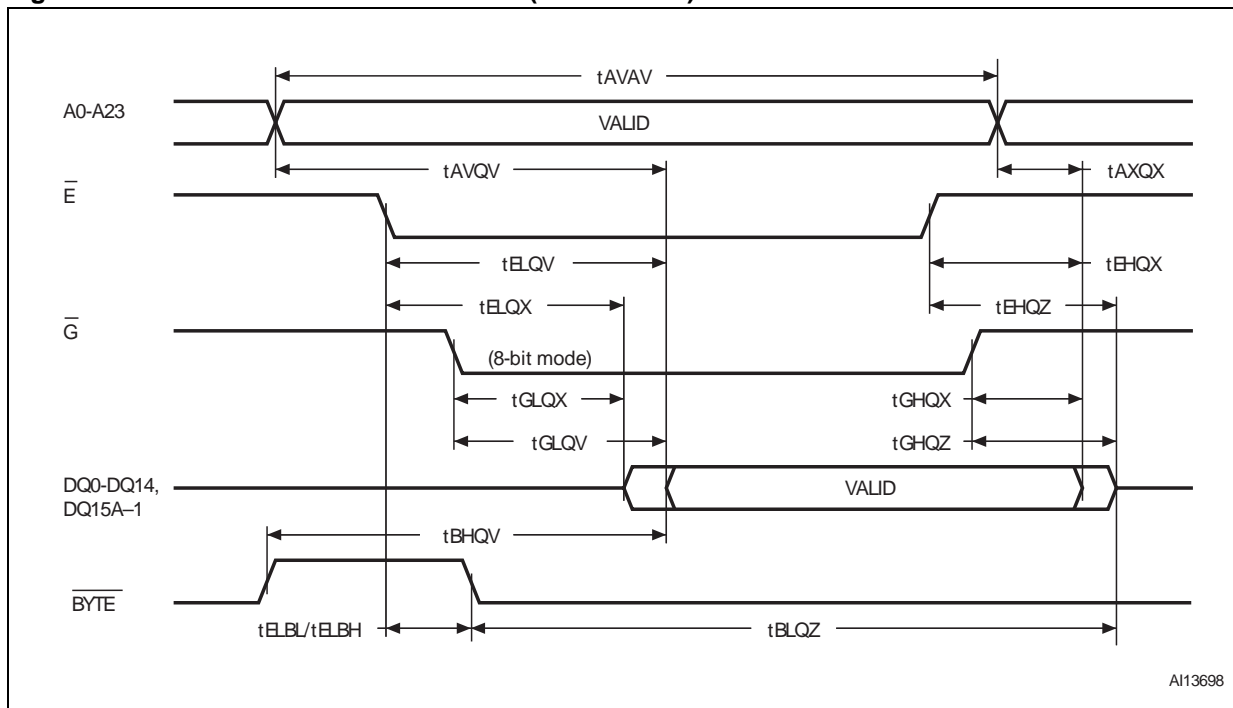 tAVAV
A0-A23
VALID
tAVQV
tAXQX
E
tELQV
tEHQX
tELQX
tEHQZ
G
(8-bit mode)
tGLQX
tGHQX
tGLQV
tGHQZ
DQ0-DQ14,
DQ15A–1
VALID
tBHQV
BYTE
tELBL/tELBH
tBLQZ
AI13698